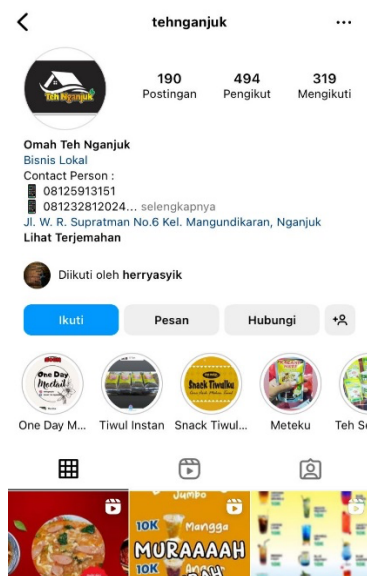 tehnganjuk
Teh Nganjuk
190 494 319
Postingan Pengikut Mengikuti
Omah Teh Nganjuk
Bisnis Lokal
Contact Person :
08125913151
081232812024... selengkapnya
Jl. W. R. Supratman No.6 Kel. Mangundikaran, Nganjuk
Lihat Terjemahan
Diikuti oleh herryasyik
Ikuti Pesan Hubungi
One Day
Moclait
Snack Tiwulku
One Day M... Tiwul Instan Snack Tiwul... Meteku Teh S
Jumbo
10K Mangga
MURAAAAH
10K